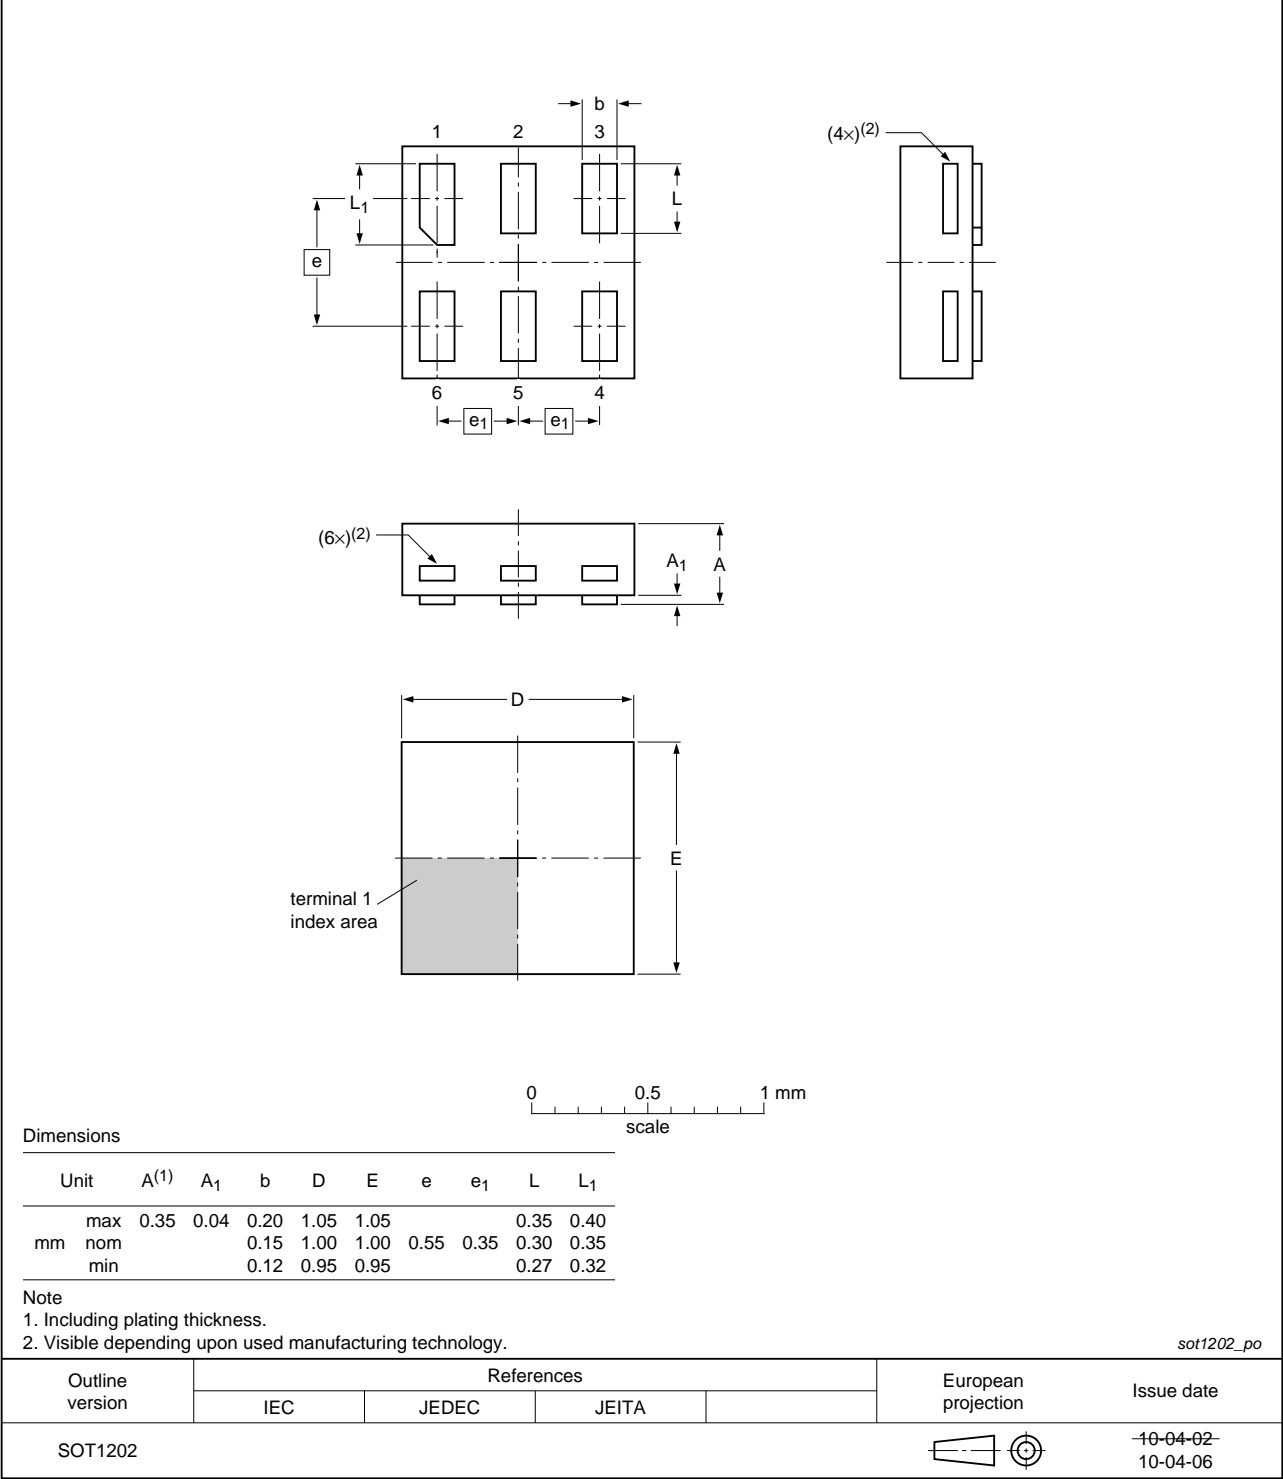 b
1 2 3
(4×)(2)
L1
L
e
6 5 4
e1 e1
(6×)(2)
A1 A
D
E
terminal 1
index area
0 0.5 1 mm
scale
Dimensions
Unit A(1) A1 b D E e e1 L L1
max 0.35 0.04 0.20 1.05 1.05 0.35 0.40
mm nom 0.15 1.00 1.00 0.55 0.35 0.30 0.35
min 0.12 0.95 0.95 0.27 0.32
Note
1. Including plating thickness.
2. Visible depending upon used manufacturing technology.
sot1202_po
Outline version
References
European projection
Issue date
IEC JEDEC JEITA
SOT1202
10-04-02
10-04-06